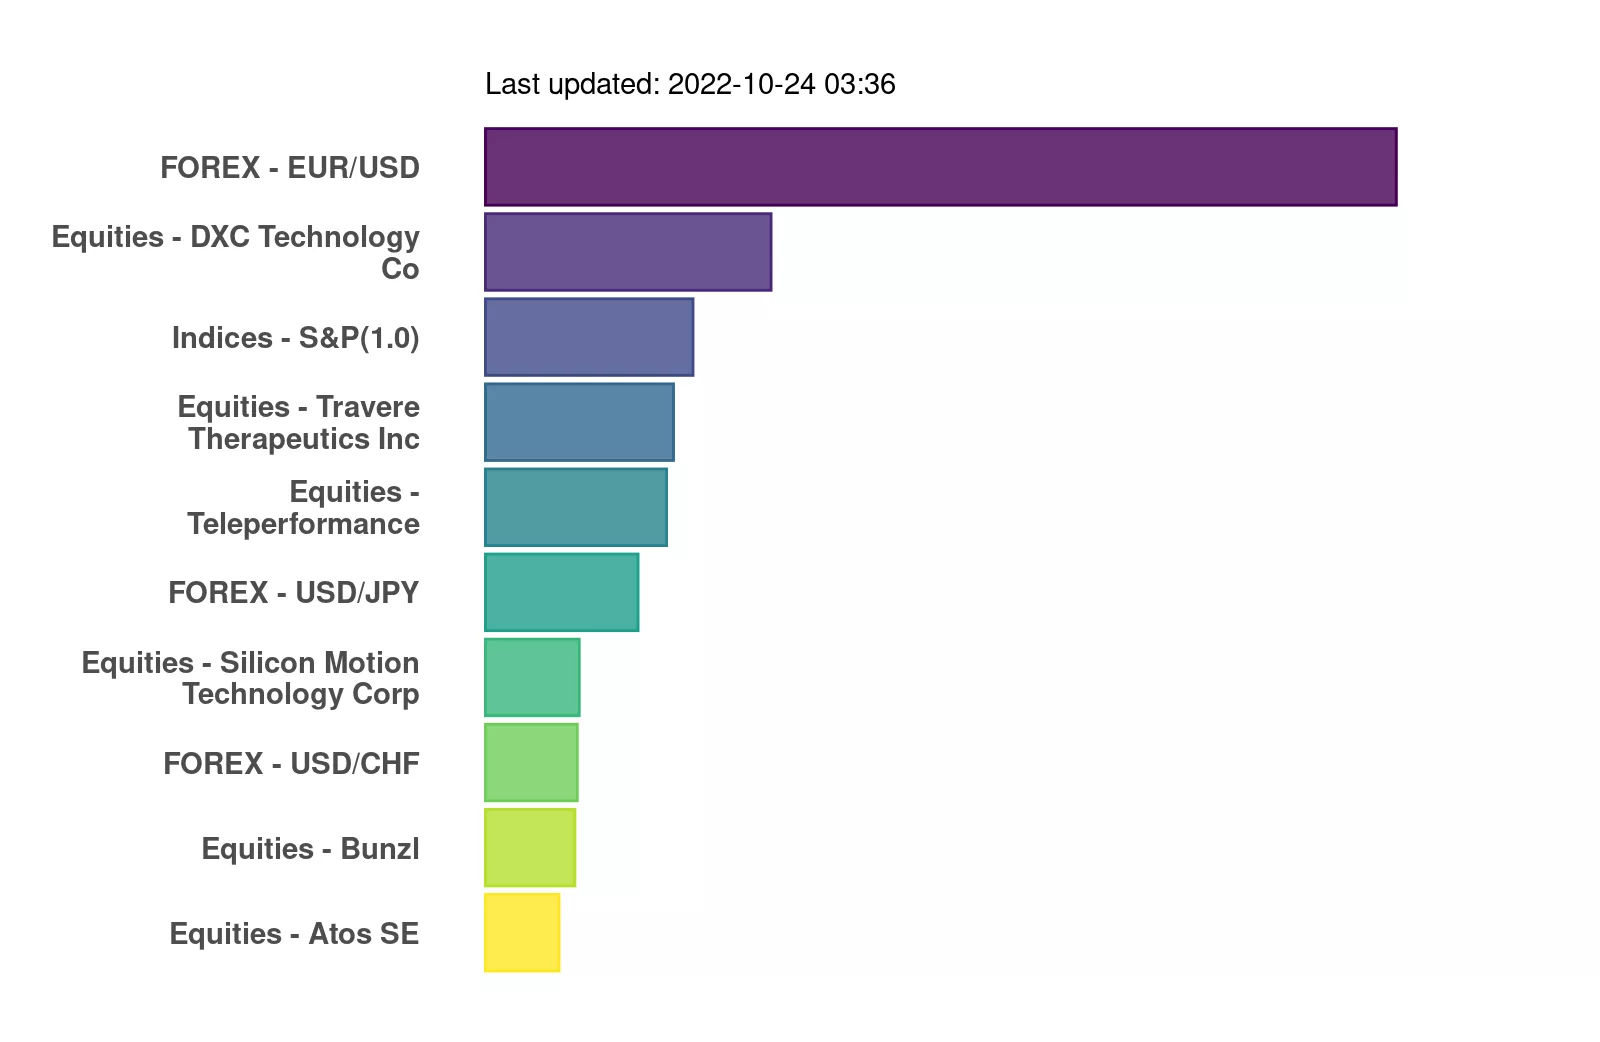 Last updated: 2022-10-24 03:36
FOREX - EUR/USD
Equities - DXC Technology
Co
Indices - S&P(1.0)
Equities - Travere
Therapeutics Inc
Equities -
Teleperformance
FOREX - USD/JPY
Equities - Silicon Motion
Technology Corp
FOREX - USD/CHF
Equities - Bunzl
Equities - Atos SE